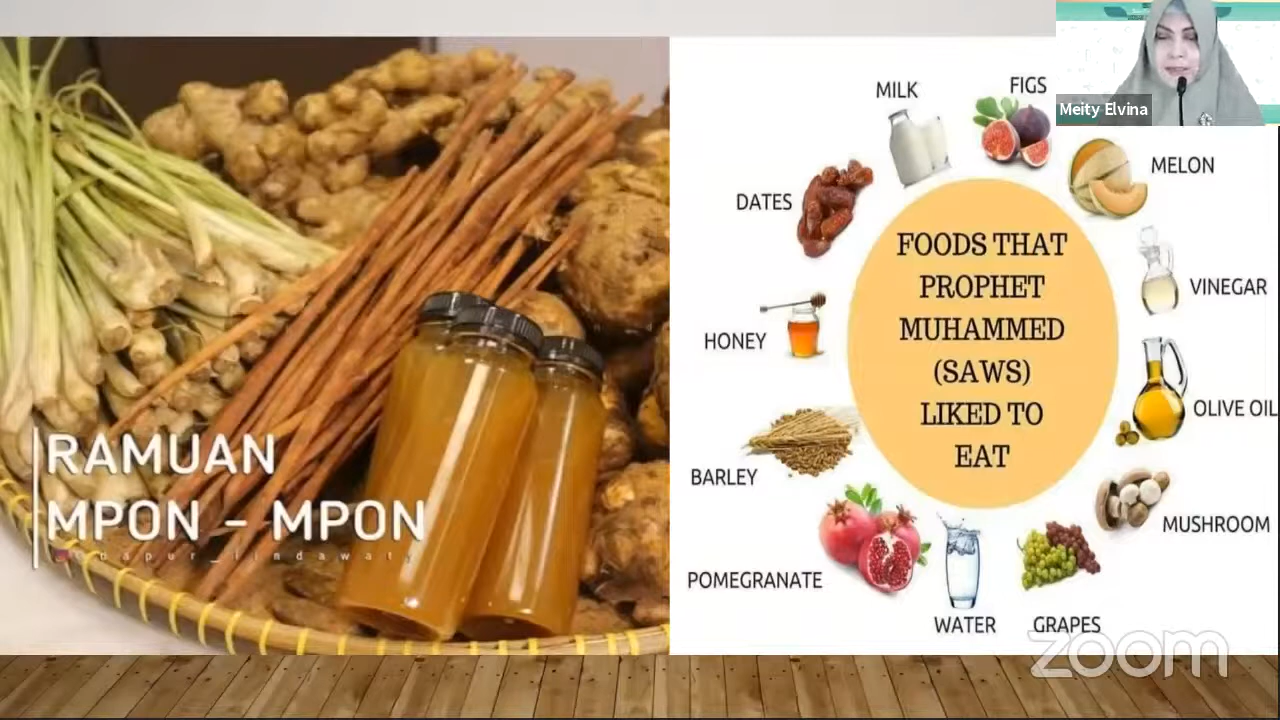 RAMUAN
MPON - MPON
FOODS THAT
PROPHET
MUHAMMED
(SAWS)
LIKED TO
EAT
MILK
FIGS
MELON
VINEGAR
OLIVE OIL
MUSHROOM
GRAPES
WATER
POMEGRANATE
BARLEY
HONEY
DATES
Meity Elvina
zoom